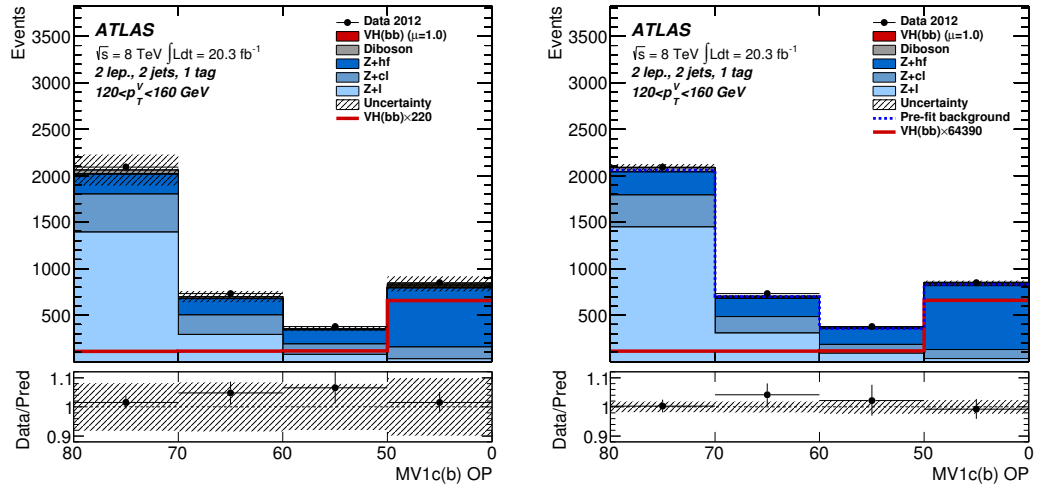 Events
3500
3000
2500
2000
1500
1000
500
ATLAS
√s = 8 TeV ∫Ldt = 20.3 fb⁻¹
2 lep., 2 jets, 1 tag
120<pTV<160 GeV
Data 2012
VH(bb) (μ=1.0)
Diboson
Z+hf
Z+cl
Z+l
Uncertainty
VH(bb)×220
Data/Pred
1.1
1
0.9
80 70 60 50 0
MV1c(b) OP
Events
3500
3000
2500
2000
1500
1000
500
ATLAS
√s = 8 TeV ∫Ldt = 20.3 fb⁻¹
2 lep., 2 jets, 1 tag
120<pTV<160 GeV
Data 2012
VH(bb) (μ=1.0)
Diboson
Z+hf
Z+cl
Z+l
Uncertainty
Pre-fit background
VH(bb)×64390
Data/Pred
1.1
1
0.9
80 70 60 50 0
MV1c(b) OP